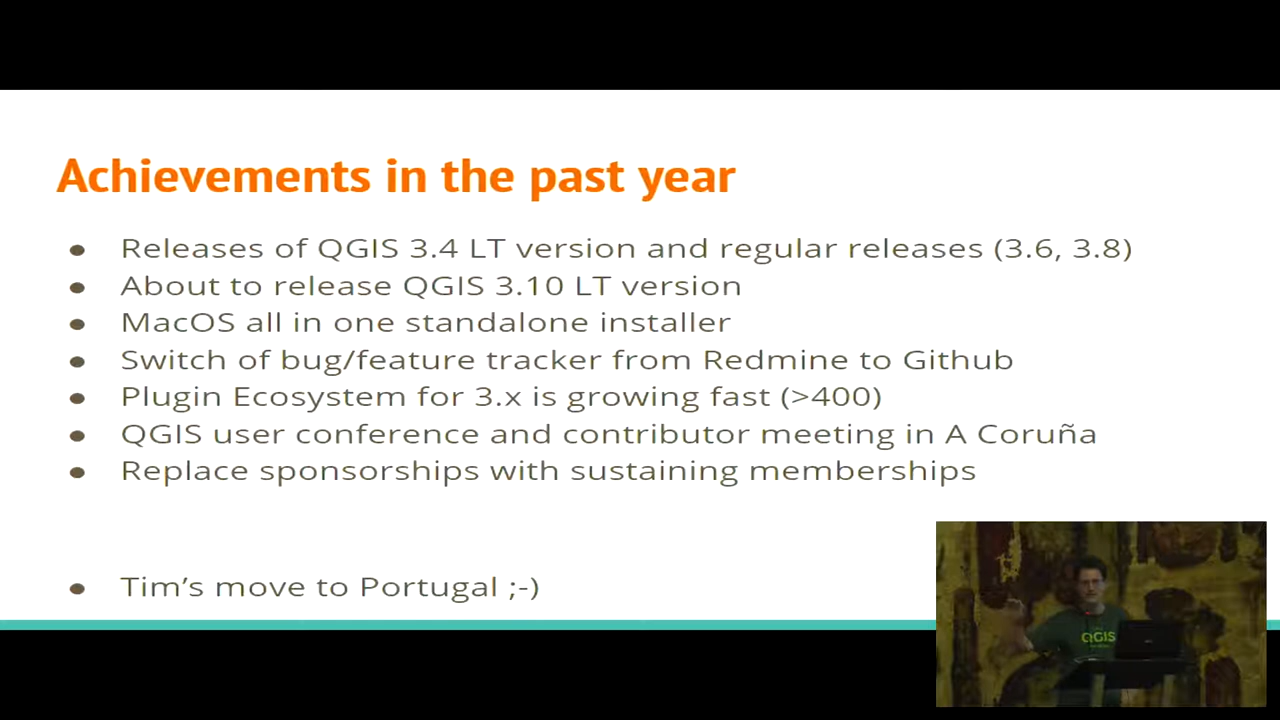 Achievements in the past year
● Releases of QGIS 3.4 LT version and regular releases (3.6, 3.8)
● About to release QGIS 3.10 LT version
● MacOS all in one standalone installer
● Switch of bug/feature tracker from Redmine to Github
● Plugin Ecosystem for 3.x is growing fast (>400)
● QGIS user conference and contributor meeting in A Coruña
● Replace sponsorships with sustaining memberships
● Tim’s move to Portugal ;-)
QGIS